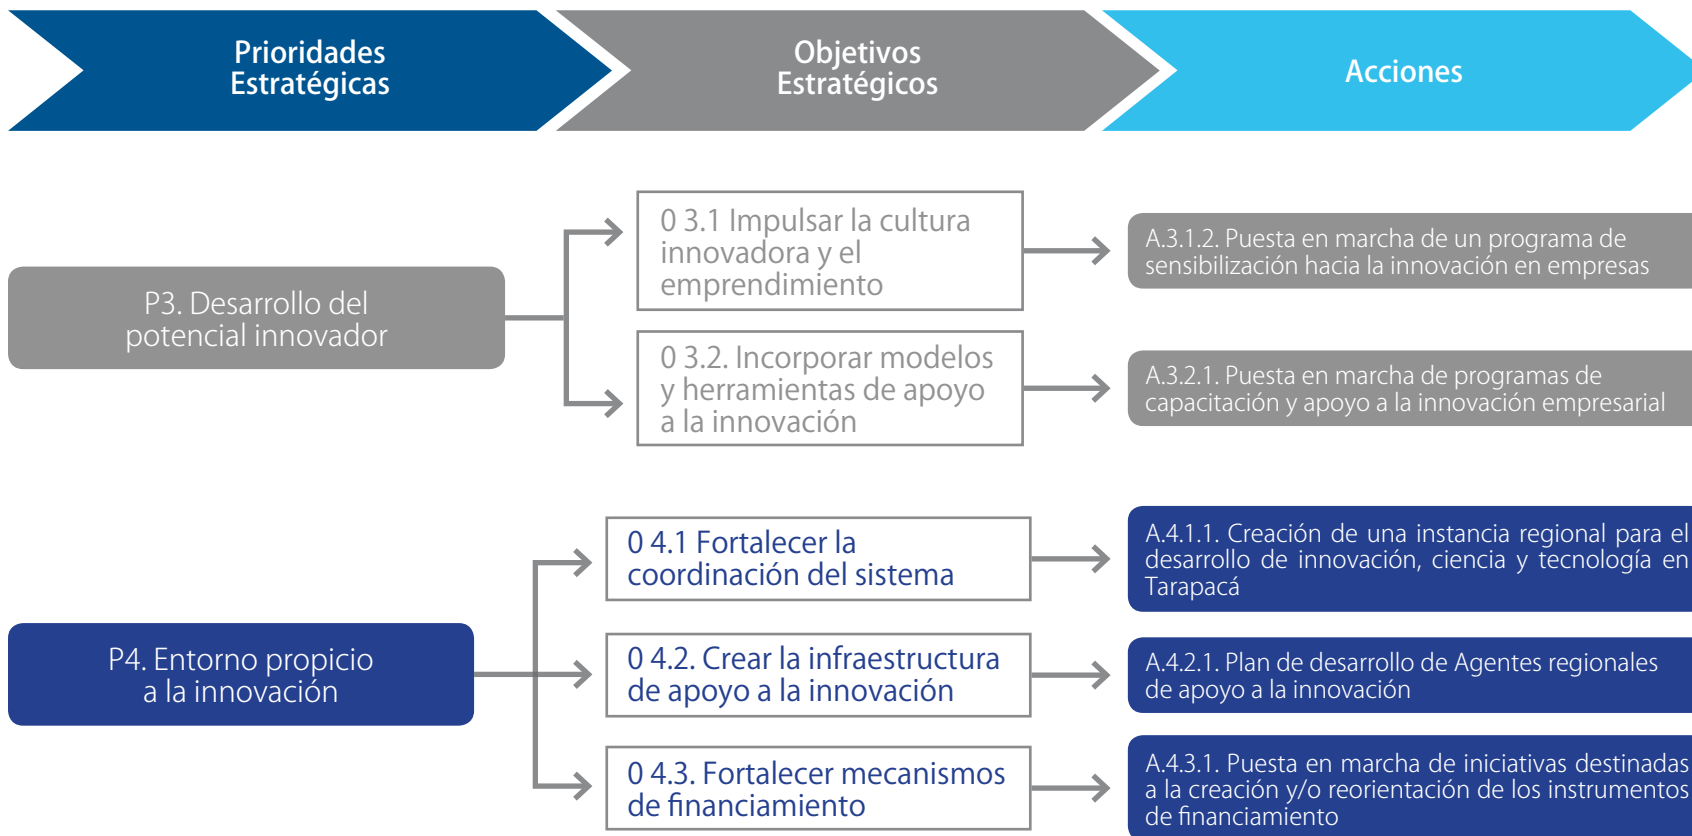 Prioridades
Estratégicas
Objetivos
Estratégicos
Acciones
P3. Desarrollo del
potencial innovador
0 3.1 Impulsar la cultura
innovadora y el
emprendimiento
A.3.1.2. Puesta en marcha de un programa de
sensibilización hacia la innovación en empresas
0 3.2. Incorporar modelos
y herramientas de apoyo
a la innovación
A.3.2.1. Puesta en marcha de programas de
capacitación y apoyo a la innovación empresarial
P4. Entorno propicio
a la innovación
0 4.1 Fortalecer la
coordinación del sistema
A.4.1.1. Creación de una instancia regional para el
desarrollo de innovación, ciencia y tecnología en
Tarapacá
0 4.2. Crear la infraestructura
de apoyo a la innovación
A.4.2.1. Plan de desarrollo de Agentes regionales
de apoyo a la innovación
0 4.3. Fortalecer mecanismos
de financiamiento
A.4.3.1. Puesta en marcha de iniciativas destinadas
a la creación y/o reorientación de los instrumentos
de financiamiento